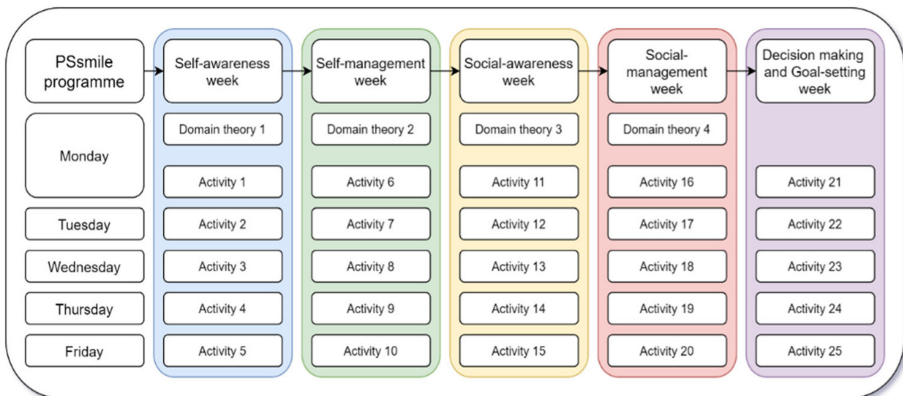 PSsmile
programme
Self-awareness
week
Self-management
week
Social-awareness
week
Social-
management
week
Decision making
and Goal-setting
week
Monday
Domain theory 1
Domain theory 2
Domain theory 3
Domain theory 4
Activity 1
Activity 6
Activity 11
Activity 16
Activity 21
Tuesday
Activity 2
Activity 7
Activity 12
Activity 17
Activity 22
Wednesday
Activity 3
Activity 8
Activity 13
Activity 18
Activity 23
Thursday
Activity 4
Activity 9
Activity 14
Activity 19
Activity 24
Friday
Activity 5
Activity 10
Activity 15
Activity 20
Activity 25